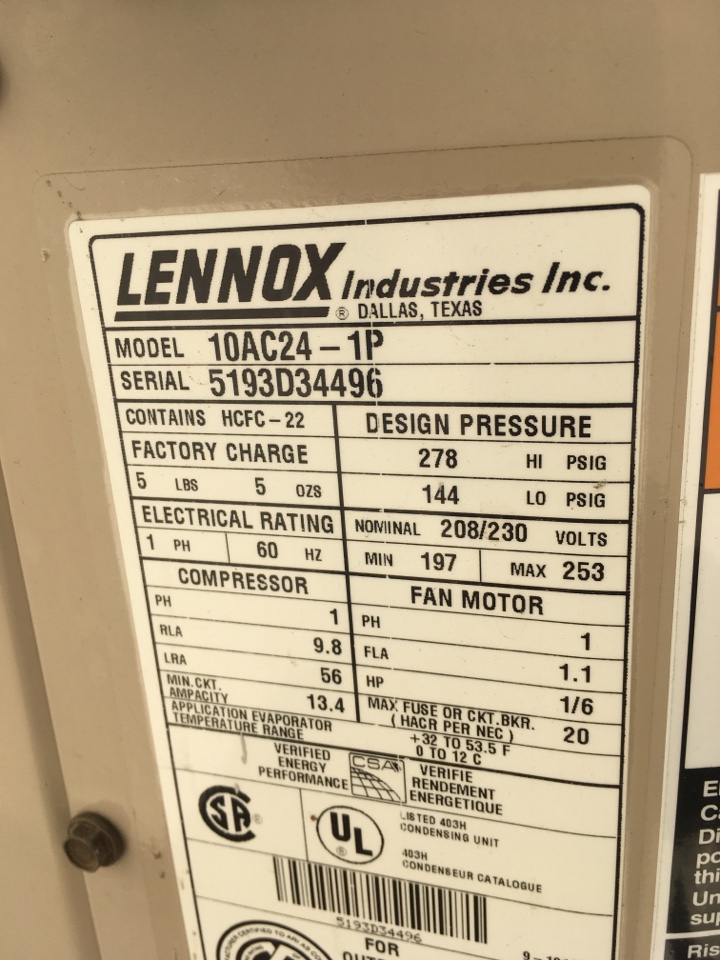 LENNOX Industries Inc.
® DALLAS, TEXAS
MODEL 10AC24-1P
SERIAL 5193D34496
CONTAINS HCFC-22
FACTORY CHARGE
5 LBS 5 OZS
DESIGN PRESSURE
278 HI PSIG
144 LO PSIG
ELECTRICAL RATING
1 PH 60 HZ
NOMINAL 208/230 VOLTS
MIN 197 MAX 253
COMPRESSOR
PH 1
RLA 9.8
LRA 56
MIN.CKT.
AMPACITY 13.4
FAN MOTOR
PH 1
FLA 1.1
HP 1/6
MAX FUSE OR CKT.BKR.
(HACR PER NEC) 20
APPLICATION EVAPORATOR
TEMPERATURE RANGE
+32 TO 53.5 F
0 TO 12 C
VERIFIED
ENERGY
PERFORMANCE
CSA
VERIFIE
RENDEMENT
ENERGETIQUE
SA ®
UL ®
LISTED 403H
CONDENSING UNIT
403H
CONDENSEUR CATALOGUE
5193D34496
FOR